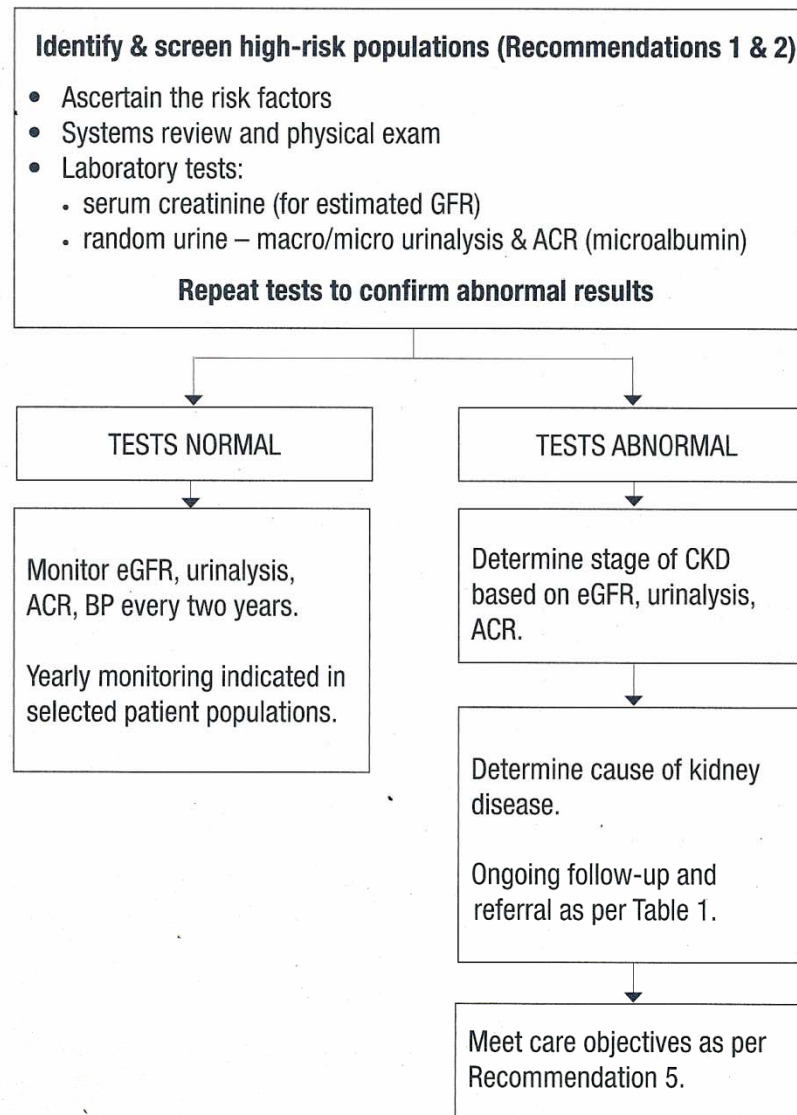 Identify & screen high-risk populations (Recommendations 1 & 2)
• Ascertain the risk factors
• Systems review and physical exam
• Laboratory tests:
• serum creatinine (for estimated GFR)
• random urine – macro/micro urinalysis & ACR (microalbumin)
Repeat tests to confirm abnormal results
TESTS NORMAL
Monitor eGFR, urinalysis,
ACR, BP every two years.
Yearly monitoring indicated in
selected patient populations.
TESTS ABNORMAL
Determine stage of CKD
based on eGFR, urinalysis,
ACR.
Determine cause of kidney
disease.
Ongoing follow-up and
referral as per Table 1.
Meet care objectives as per
Recommendation 5.